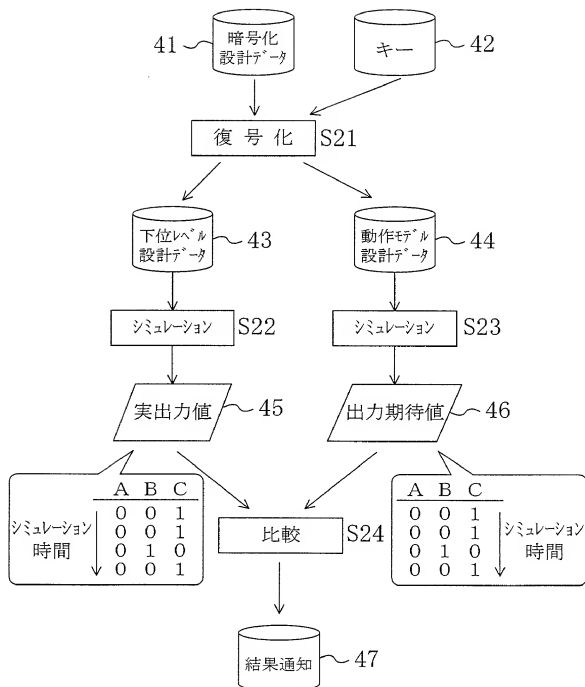 41
暗号化
設計データ
キー
42
復号化
S21
下位レベル
設計データ
43
動作モデル
設計データ
44
シミュレーション
S22
シミュレーション
S23
実出力値
45
出力期待値
46
A B C
0 0 1
0 0 1
0 1 0
0 0 1
シミュレーション
時間
比較
S24
A B C
0 0 1
0 0 1
0 1 0
0 0 1
シミュレーション
時間
結果通知
47